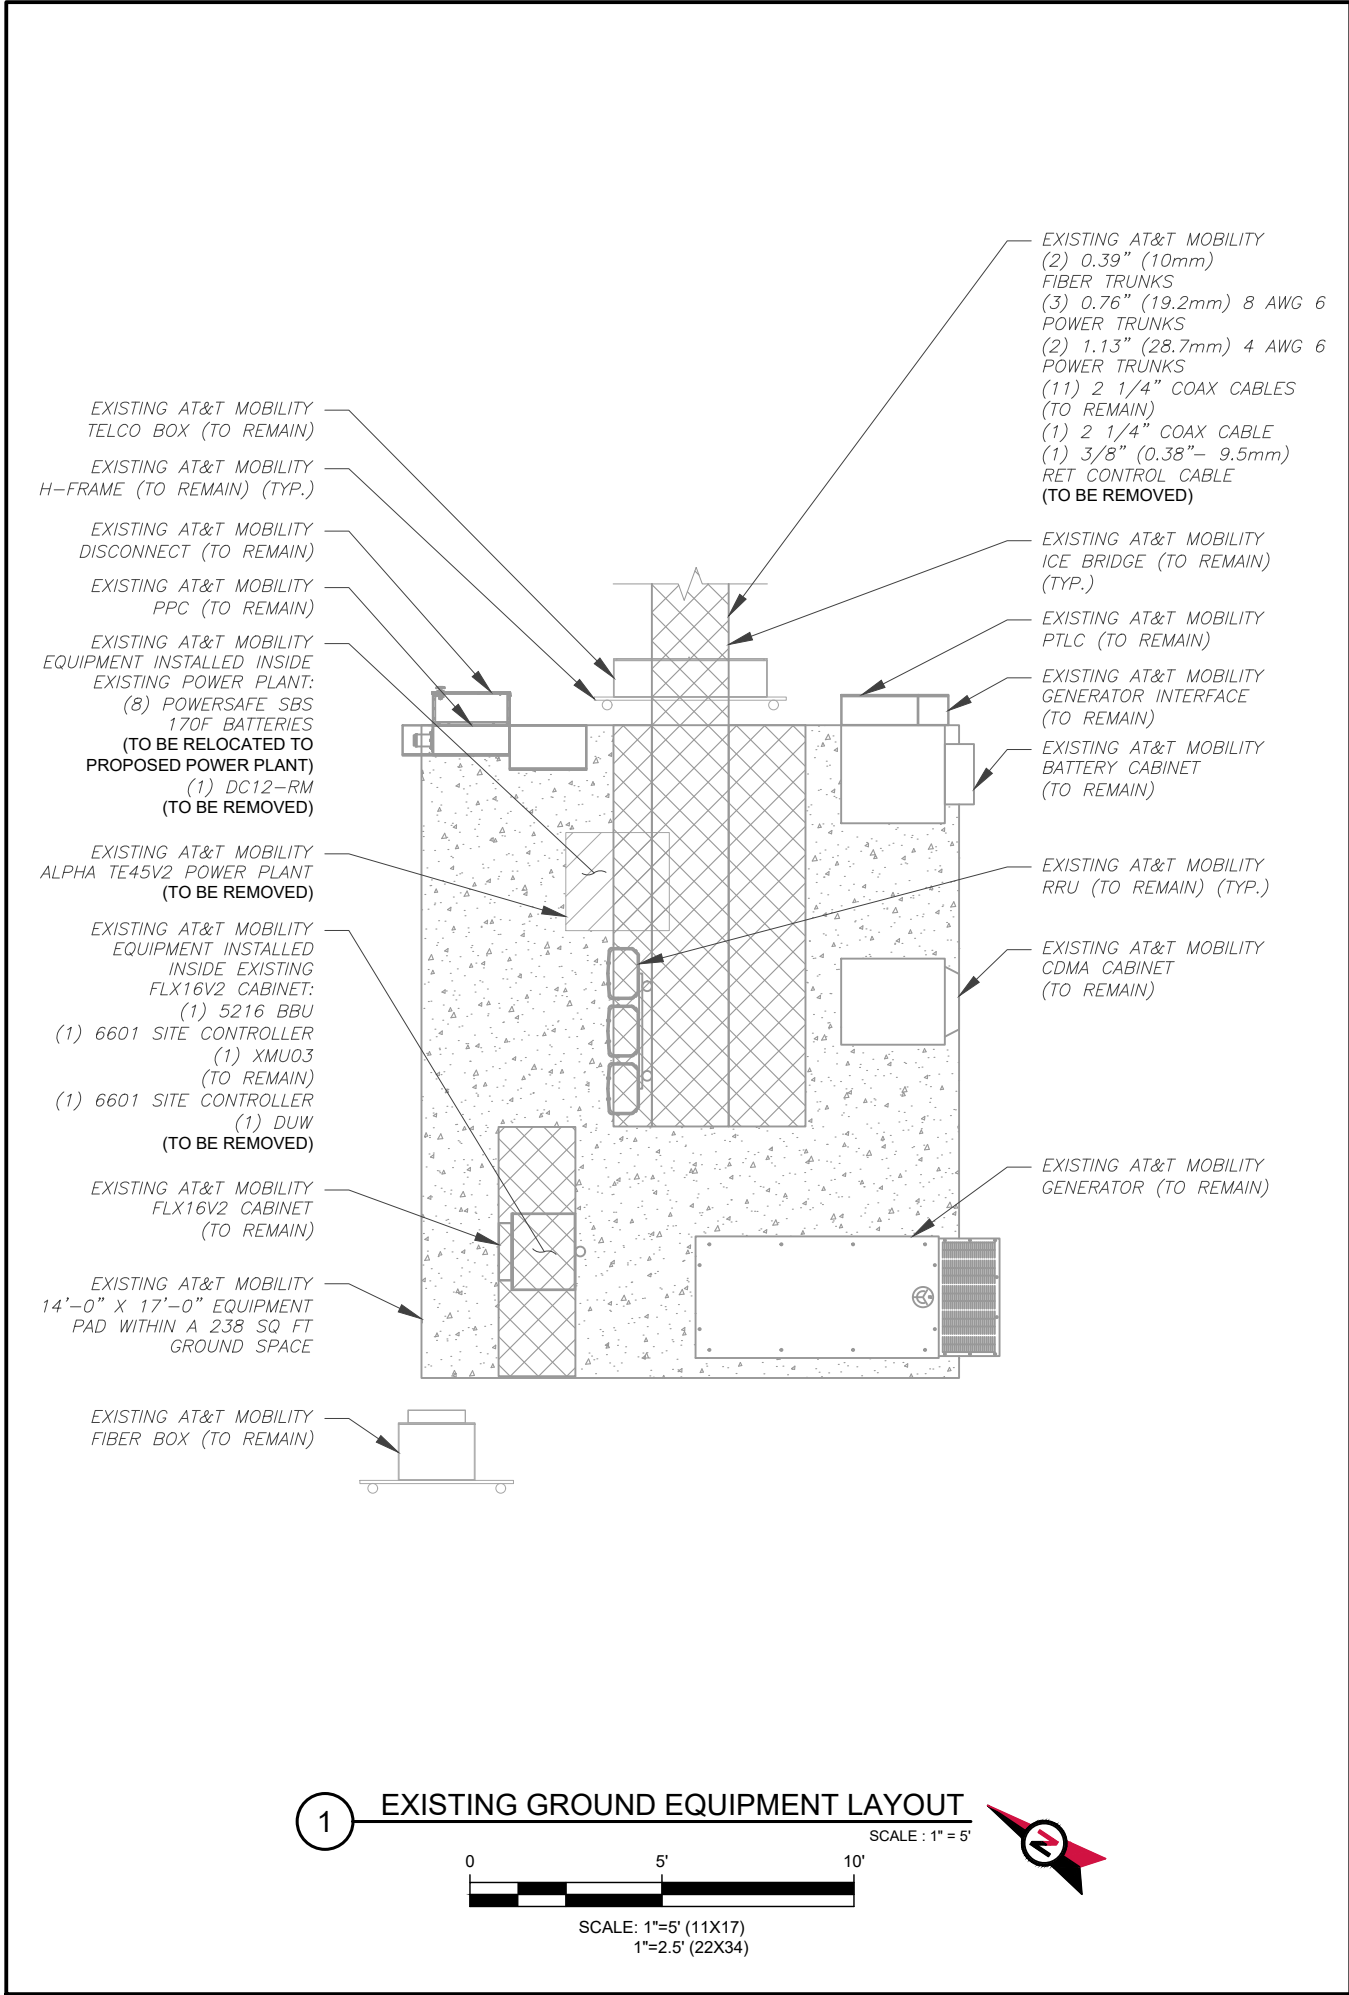 EXISTING AT&T MOBILITY
(2) 0.39" (10mm)
FIBER TRUNKS
(3) 0.76" (19.2mm) 8 AWG 6
POWER TRUNKS
(2) 1.13" (28.7mm) 4 AWG 6
POWER TRUNKS
(11) 2 1/4" COAX CABLES
(TO REMAIN)
(1) 2 1/4" COAX CABLE
(1) 3/8" (0.38"- 9.5mm)
RET CONTROL CABLE
(TO BE REMOVED)
EXISTING AT&T MOBILITY
ICE BRIDGE (TO REMAIN)
(TYP.)
EXISTING AT&T MOBILITY
PTLC (TO REMAIN)
EXISTING AT&T MOBILITY
GENERATOR INTERFACE
(TO REMAIN)
EXISTING AT&T MOBILITY
BATTERY CABINET
(TO REMAIN)
EXISTING AT&T MOBILITY
RRU (TO REMAIN) (TYP.)
EXISTING AT&T MOBILITY
CDMA CABINET
(TO REMAIN)
EXISTING AT&T MOBILITY
GENERATOR (TO REMAIN)
EXISTING AT&T MOBILITY
TELCO BOX (TO REMAIN)
EXISTING AT&T MOBILITY
H-FRAME (TO REMAIN) (TYP.)
EXISTING AT&T MOBILITY
DISCONNECT (TO REMAIN)
EXISTING AT&T MOBILITY
PPC (TO REMAIN)
EXISTING AT&T MOBILITY
EQUIPMENT INSTALLED INSIDE
EXISTING POWER PLANT:
(8) POWERSAFE SBS
170F BATTERIES
(TO BE RELOCATED TO
PROPOSED POWER PLANT)
(1) DC12-RM
(TO BE REMOVED)
EXISTING AT&T MOBILITY
ALPHA TE45V2 POWER PLANT
(TO BE REMOVED)
EXISTING AT&T MOBILITY
EQUIPMENT INSTALLED
INSIDE EXISTING
FLX16V2 CABINET:
(1) 5216 BBU
(1) 6601 SITE CONTROLLER
(1) XMU03
(TO REMAIN)
(1) 6601 SITE CONTROLLER
(1) DUW
(TO BE REMOVED)
EXISTING AT&T MOBILITY
FLX16V2 CABINET
(TO REMAIN)
EXISTING AT&T MOBILITY
14'-0" X 17'-0" EQUIPMENT
PAD WITHIN A 238 SQ FT
GROUND SPACE
EXISTING AT&T MOBILITY
FIBER BOX (TO REMAIN)
1
EXISTING GROUND EQUIPMENT LAYOUT
SCALE : 1" = 5'
N
0 5' 10'
SCALE: 1"=5' (11X17)
1"=2.5' (22X34)